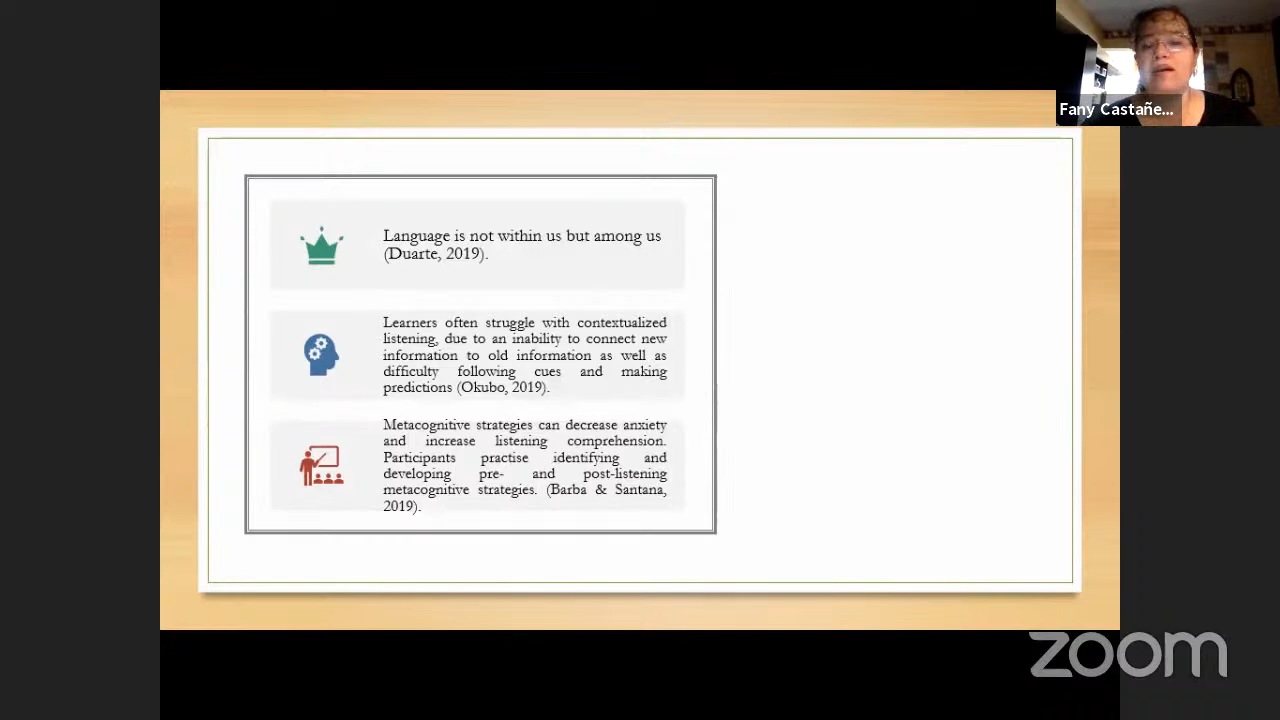 Fany Castañe...
Language is not within us but among us
(Duarte, 2019).
Learners often struggle with contextualized
listening, due to an inability to connect new
information to old information as well as
difficulty following cues and making
predictions (Okubo, 2019).
Metacognitive strategies can decrease anxiety
and increase listening comprehension.
Participants practise identifying and
developing pre- and post-listening
metacognitive strategies. (Barba & Santana,
2019).
zoom